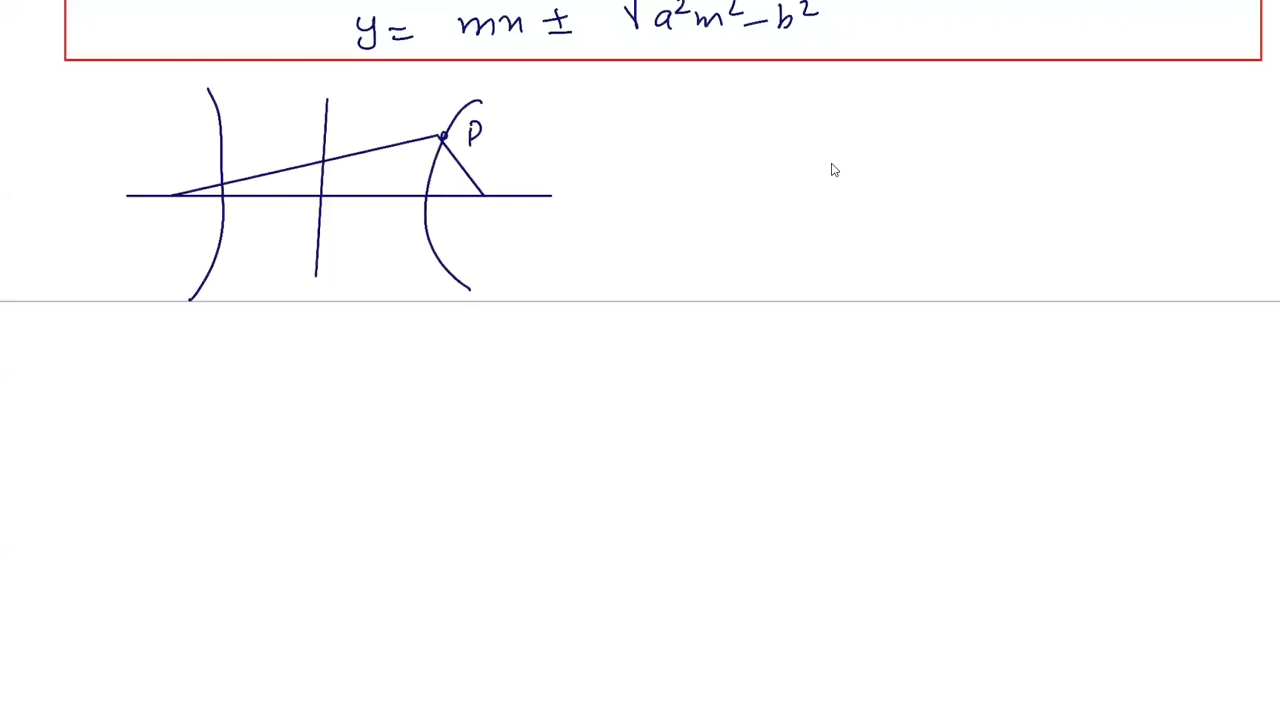 y = mx ± √a²m² - b²
P